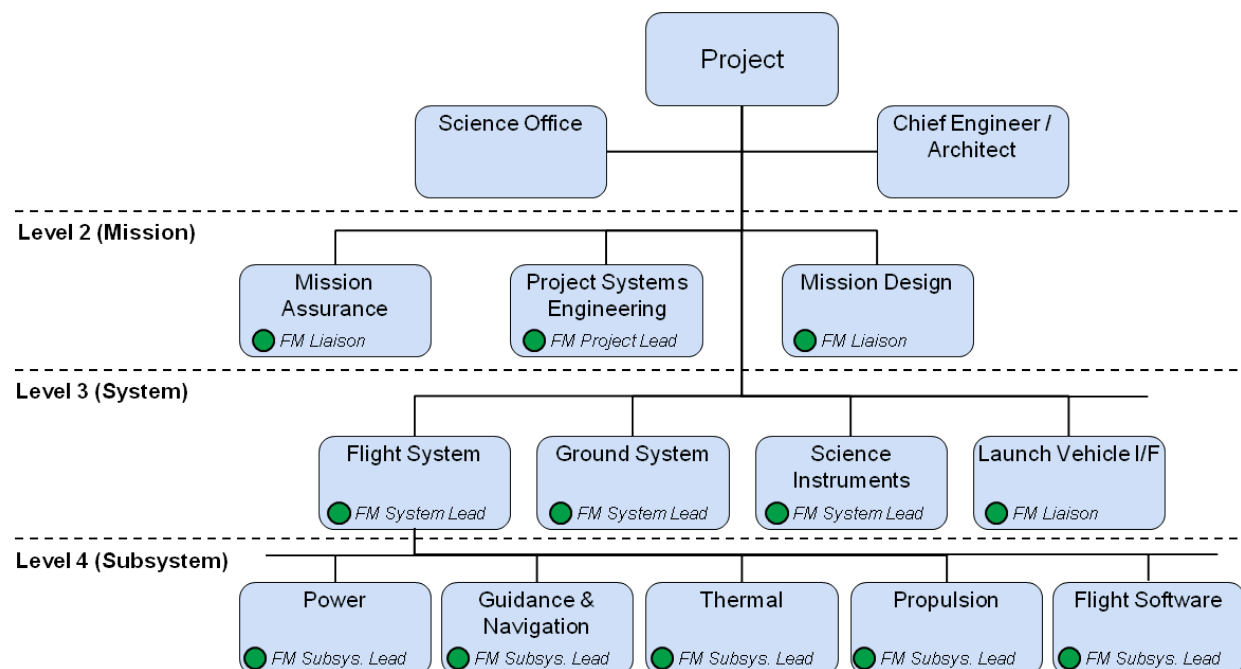 Project
Science Office
Chief Engineer /
Architect
Level 2 (Mission)
Mission
Assurance
FM Liaison
Project Systems
Engineering
FM Project Lead
Mission Design
FM Liaison
Level 3 (System)
Flight System
FM System Lead
Ground System
FM System Lead
Science
Instruments
FM System Lead
Launch Vehicle I/F
FM Liaison
Level 4 (Subsystem)
Power
FM Subsys. Lead
Guidance &
Navigation
FM Subsys. Lead
Thermal
FM Subsys. Lead
Propulsion
FM Subsys. Lead
Flight Software
FM Subsys. Lead